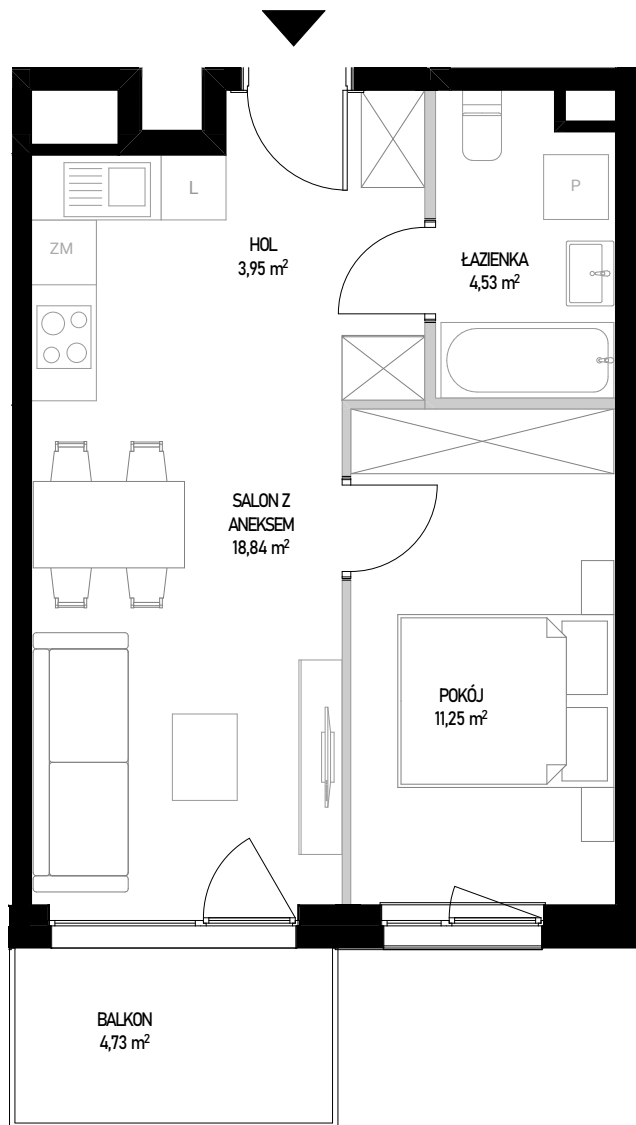 L
P
ZM
HOL
3,95 m²
ŁAZIENKA
4,53 m²
SALON Z
ANEKSEM
18,84 m²
POKÓJ
11,25 m²
BALKON
4,73 m²